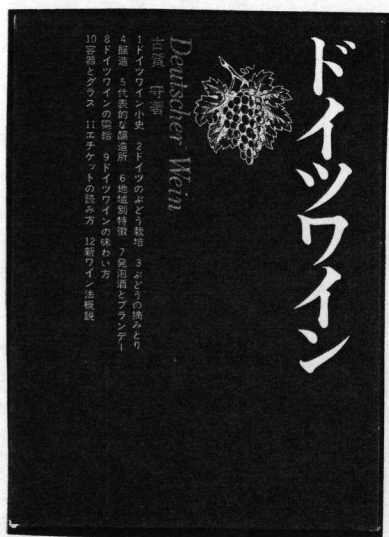 ドイツワイン
Deutscher Wein
古賀 守著
1ドイツワイン小史 2ドイツのぶどう栽培 3ぶどうの摘みとり
4醸造 5代表的な醸造所 6地域別特徴 7発泡酒とブランデー
8ドイツワインの需給 9ドイツワインの味わい方
10容器とグラス 11エチケットの読み方 12新ワイン法概説